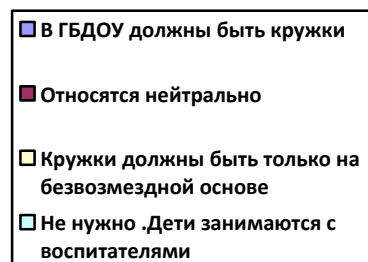 В ГБДОУ должны быть кружки
Относятся нейтрально
Кружки должны быть только на
безвозмездной основе
Не нужно .Дети занимаются с
воспитателями